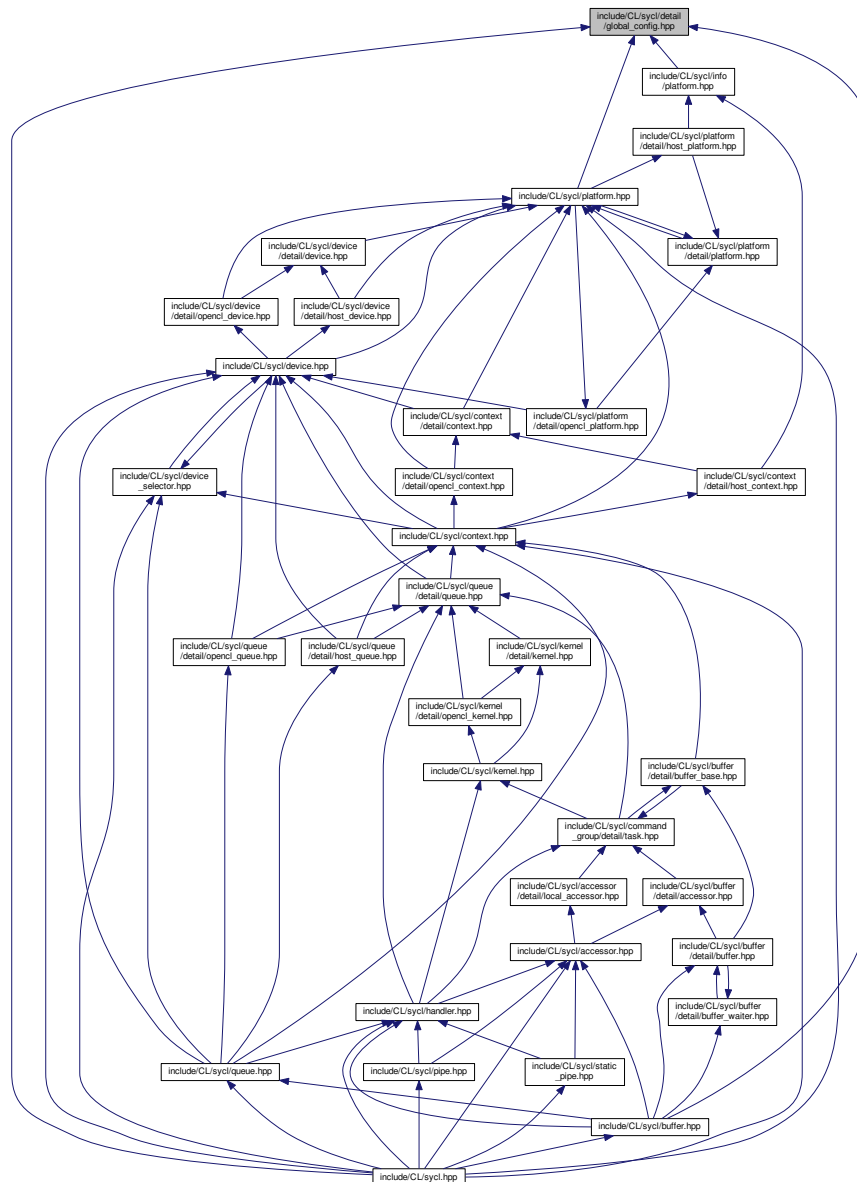 include/CL/sycl/detail
/global_config.hpp
include/CL/sycl/info
/platform.hpp
include/CL/sycl/platform
/detail/host_platform.hpp
include/CL/sycl/platform.hpp
include/CL/sycl/device
/detail/device.hpp
include/CL/sycl/platform
/detail/platform.hpp
include/CL/sycl/device
/detail/opencl_device.hpp
include/CL/sycl/device
/detail/host_device.hpp
include/CL/sycl/device.hpp
include/CL/sycl/context
/detail/context.hpp
include/CL/sycl/platform
/detail/opencl_platform.hpp
include/CL/sycl/device
_selector.hpp
include/CL/sycl/context
/detail/opencl_context.hpp
include/CL/sycl/context
/detail/host_context.hpp
include/CL/sycl/context.hpp
include/CL/sycl/queue
/detail/queue.hpp
include/CL/sycl/queue
/detail/opencl_queue.hpp
include/CL/sycl/queue
/detail/host_queue.hpp
include/CL/sycl/kernel
/detail/kernel.hpp
include/CL/sycl/kernel
/detail/opencl_kernel.hpp
include/CL/sycl/kernel.hpp
include/CL/sycl/buffer
/detail/buffer_base.hpp
include/CL/sycl/command
_group/detail/task.hpp
include/CL/sycl/accessor
/detail/local_accessor.hpp
include/CL/sycl/buffer
/detail/accessor.hpp
include/CL/sycl/accessor.hpp
include/CL/sycl/buffer
/detail/buffer.hpp
include/CL/sycl/handler.hpp
include/CL/sycl/buffer
/detail/buffer_waiter.hpp
include/CL/sycl/queue.hpp
include/CL/sycl/pipe.hpp
include/CL/sycl/static
_pipe.hpp
include/CL/sycl/buffer.hpp
include/CL/sycl.hpp